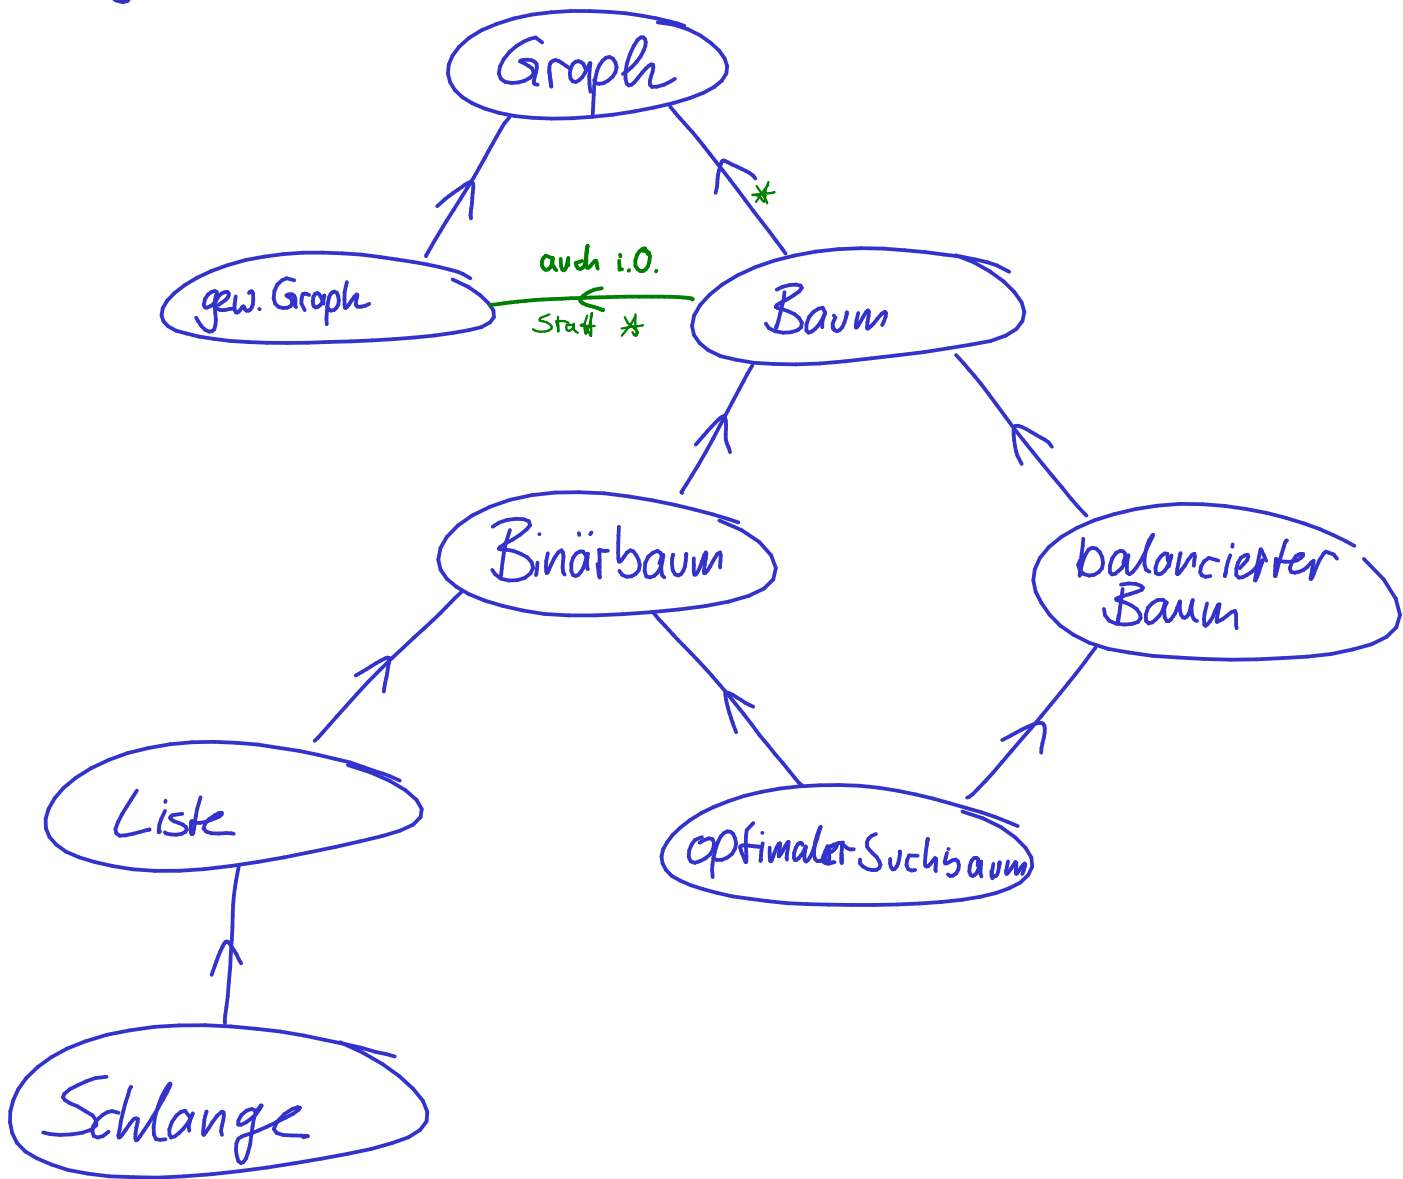 Graph
*
auch i.O.
gew. Graph
Baum
Statt *
Binärbaum
balancierter
Baum
Liste
optimaler Suchbaum
Schlange